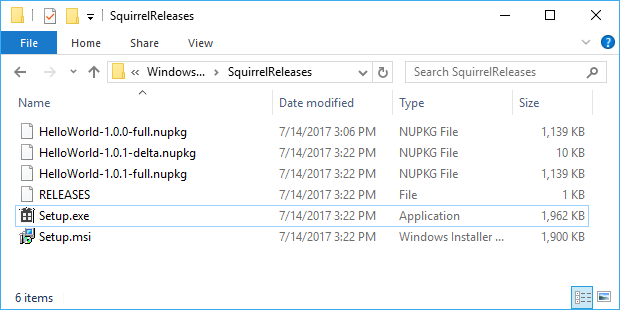 SquirrelReleases
File Home Share View
Windows... SquirrelReleases Search SquirrelReleases
Name Date modified Type Size
HelloWorld-1.0.0-full.nupkg 7/14/2017 3:06 PM NUPKG File 1,139 KB
HelloWorld-1.0.1-delta.nupkg 7/14/2017 3:22 PM NUPKG File 10 KB
HelloWorld-1.0.1-full.nupkg 7/14/2017 3:22 PM NUPKG File 1,139 KB
RELEASES 7/14/2017 3:22 PM File 1 KB
Setup.exe 7/14/2017 3:22 PM Application 1,962 KB
Setup.msi 7/14/2017 3:22 PM Windows Installer ... 1,900 KB
6 items